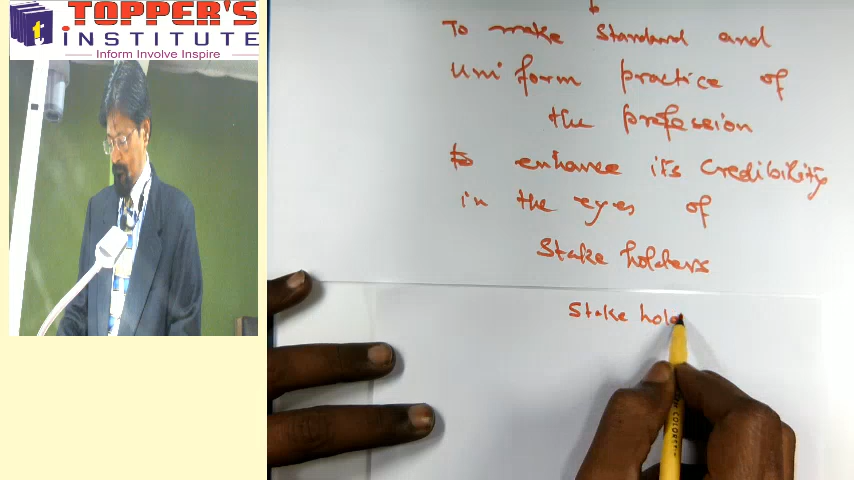 TOPPER'S
INSTITUTE
Inform Involve Inspire
To make Standard and
Uniform practice of
the profession
to enhance its Credibility
in the eyes of
Stake holders
Stake hold